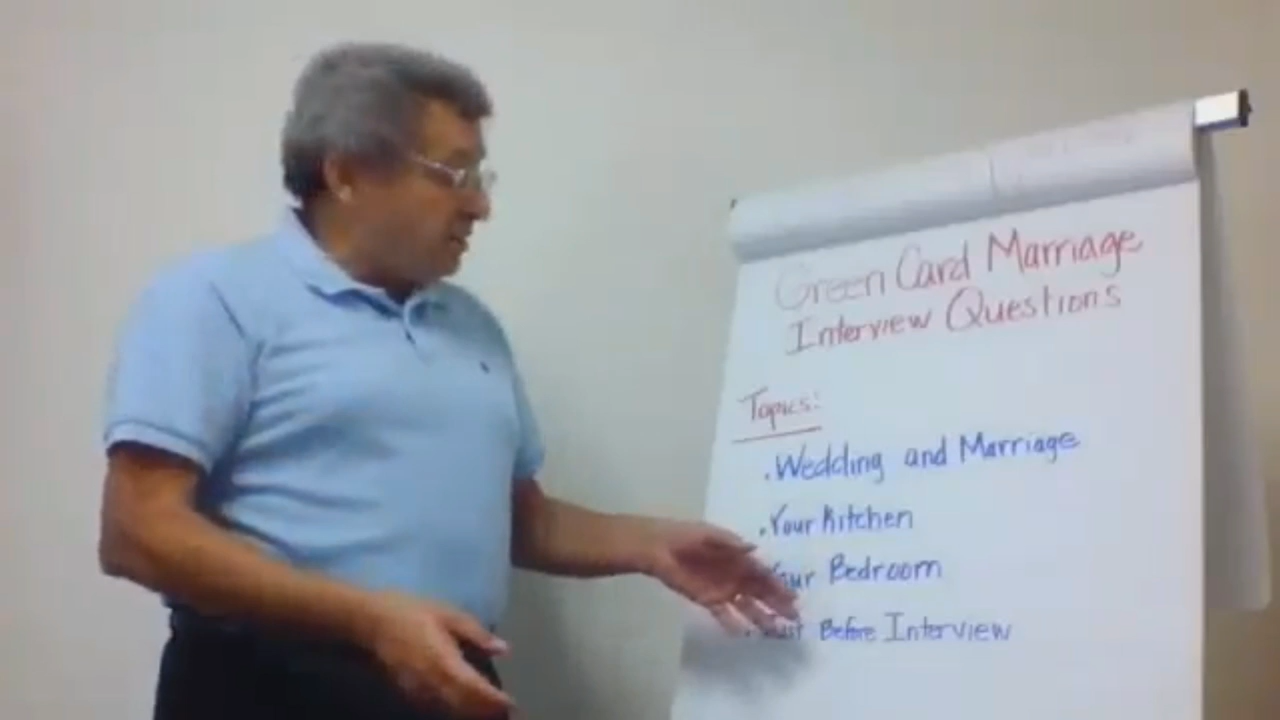 Green Card Marriage
Interview Questions
Topics:
.Wedding and Marriage
.Your Kitchen
Bedroom
Before Interview